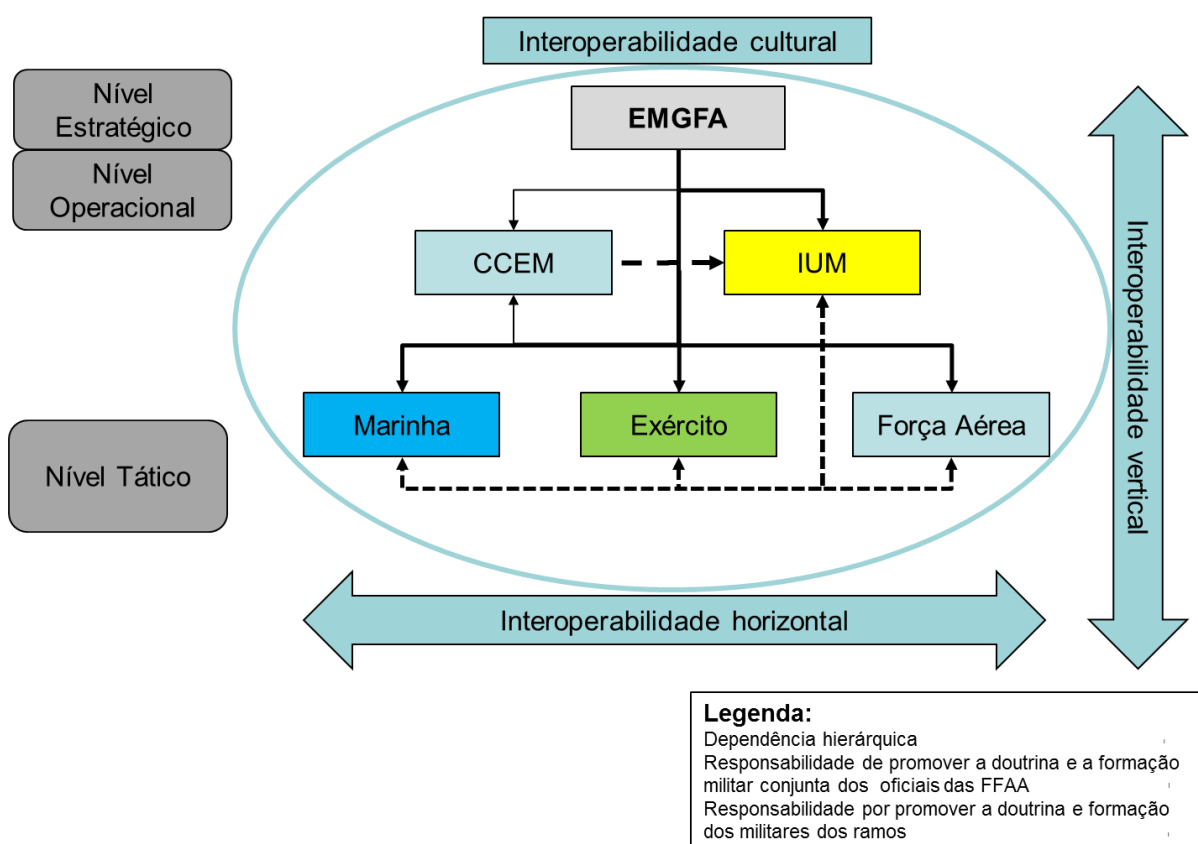 Interoperabilidade cultural
Nível
Estratégico
EMGFA
Nível
Operacional
CCEM
IUM
Marinha
Exército
Força Aérea
Nível Tático
Interoperabilidade vertical
Interoperabilidade horizontal
Legenda:
Dependência hierárquica
Responsabilidade de promover a doutrina e a formação
militar conjunta dos oficiais das FFAA
Responsabilidade por promover a doutrina e formação
dos militares dos ramos